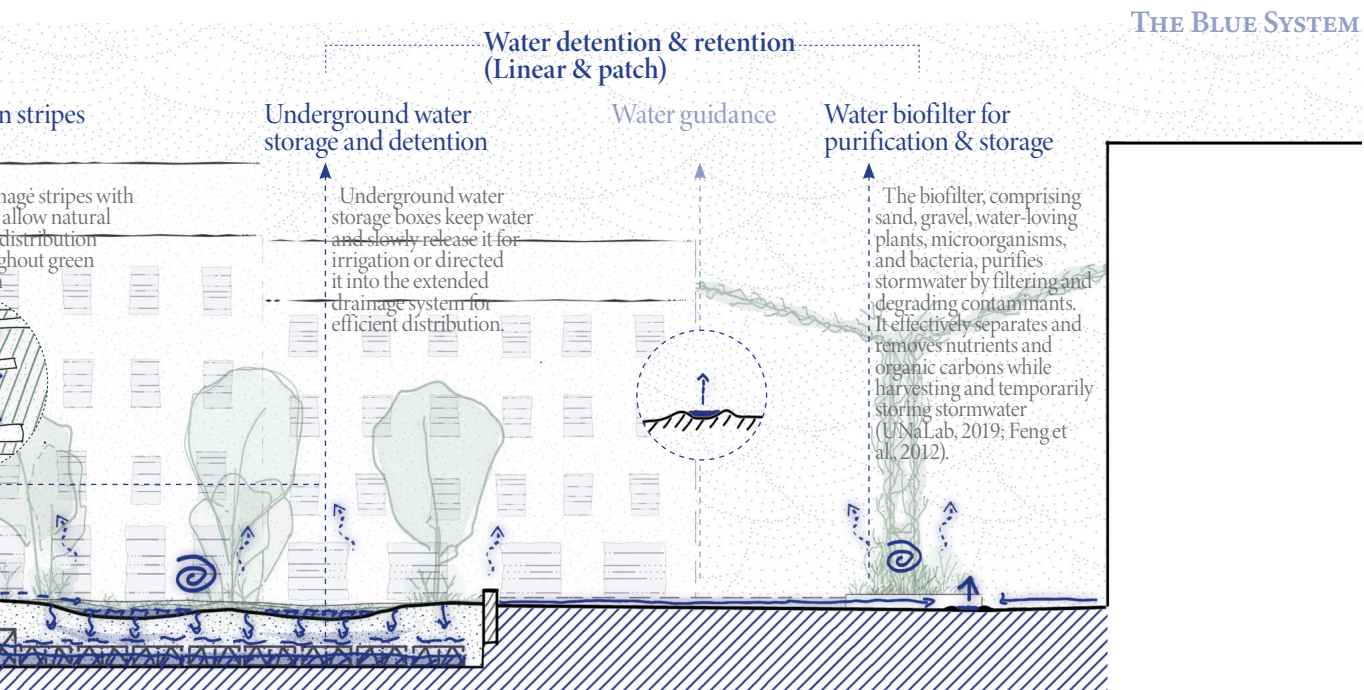 THE BLUE SYSTEM
Water detention & retention
(Linear & patch)
stripes
Underground water
storage and detention
Water guidance
Water biofilter for
purification & storage
stripes with
allow natural
distribution
green
Underground water
storage boxes keep water
and slowly release it for
irrigation or directed
it into the extended
drainage system for
efficient distribution.
The biofilter, comprising
sand, gravel, water-loving
plants, microorganisms,
and bacteria, purifies
stormwater by filtering and
degrading contaminants.
It effectively separates and
removes nutrients and
organic carbons while
harvesting and temporarily
storing stormwater
(UNaLab, 2019; Feng et
al., 2012).